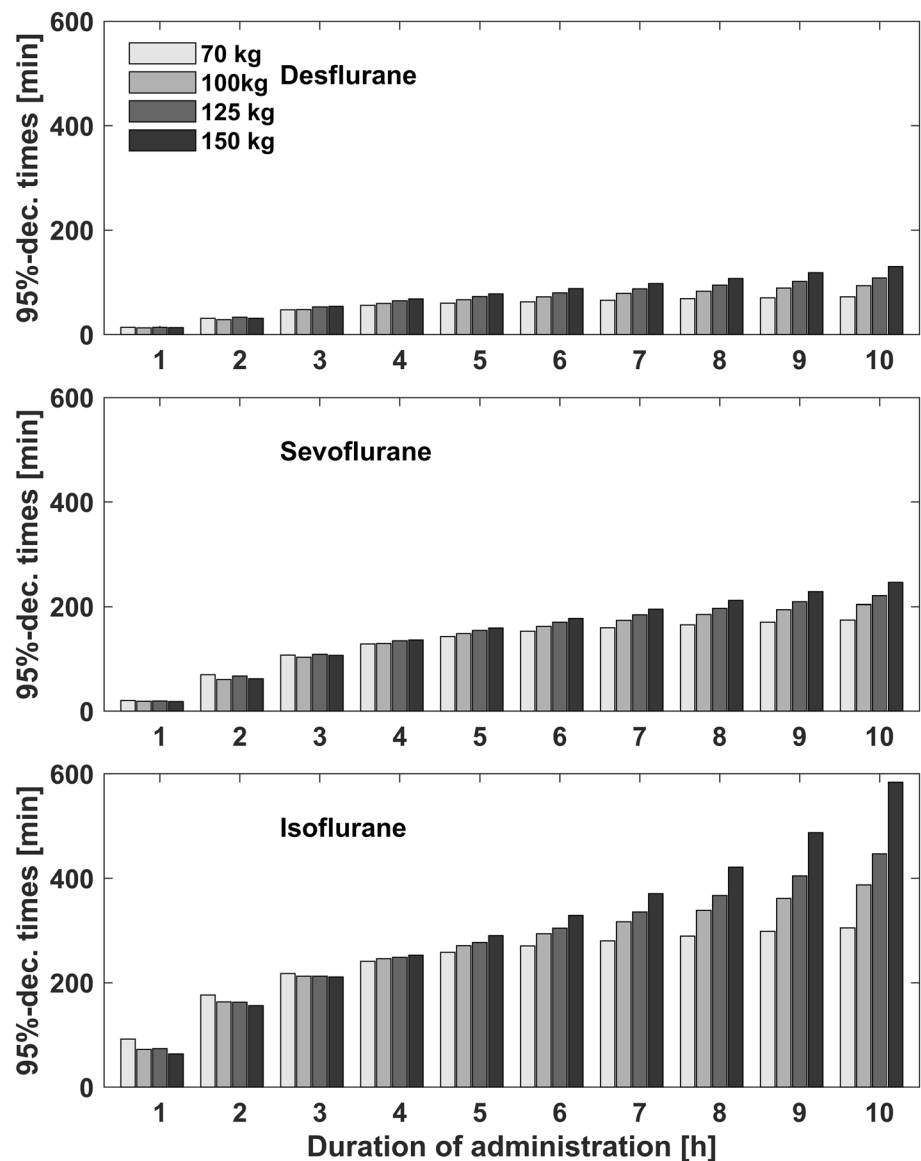 600
400
200
0
95%-dec. times [min]
70 kg
100kg
125 kg
150 kg
Desflurane
1 2 3 4 5 6 7 8 9 10
600
400
200
0
95%-dec. times [min]
Sevoflurane
1 2 3 4 5 6 7 8 9 10
600
400
200
0
95%-dec. times [min]
Isoflurane
1 2 3 4 5 6 7 8 9 10
Duration of administration [h]